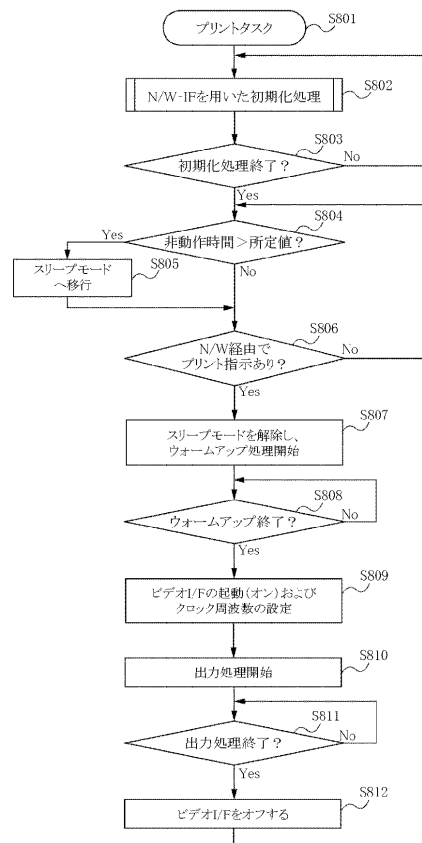 プリントタスク
S801
N/W-IFを用いた初期化処理
S802
初期化処理終了？
S803
No
Yes
非動作時間＞所定値？
S804
Yes
No
スリープモード
へ移行
S805
N/W経由で
プリント指示あり？
S806
No
Yes
スリープモードを解除し、
ウォームアップ処理開始
S807
ウォームアップ終了？
S808
No
Yes
ビデオI/Fの起動(オン)および
クロック周波数の設定
S809
出力処理開始
S810
出力処理終了？
S811
No
Yes
ビデオI/Fをオフする
S812